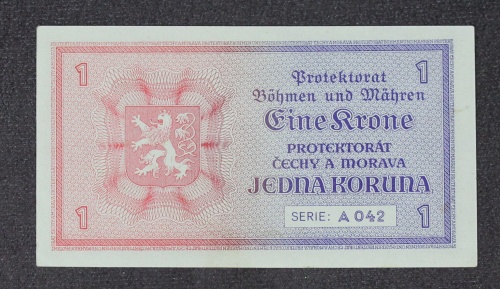 1 1
Protektorat
Böhmen und Mähren
Eine Krone
PROTEKTORÁT
ČECHY A MORAVA
JEDNA KORUNA
SERIE: A 042
1 1